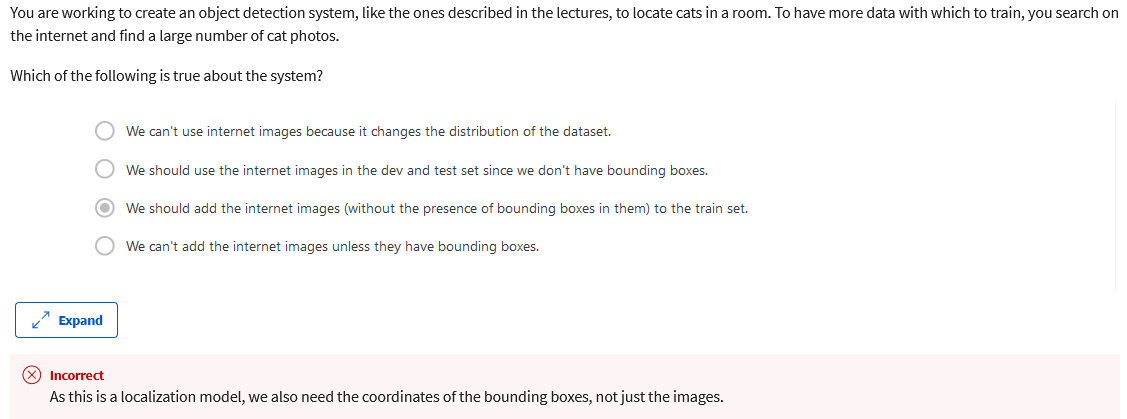 You are working to create an object detection system, like the ones described in the lectures, to locate cats in a room. To have more data with which to train, you search on
the internet and find a large number of cat photos.
Which of the following is true about the system?
We can't use internet images because it changes the distribution of the dataset.
We should use the internet images in the dev and test set since we don't have bounding boxes.
We should add the internet images (without the presence of bounding boxes in them) to the train set.
We can't add the internet images unless they have bounding boxes.
Expand
Incorrect
As this is a localization model, we also need the coordinates of the bounding boxes, not just the images.